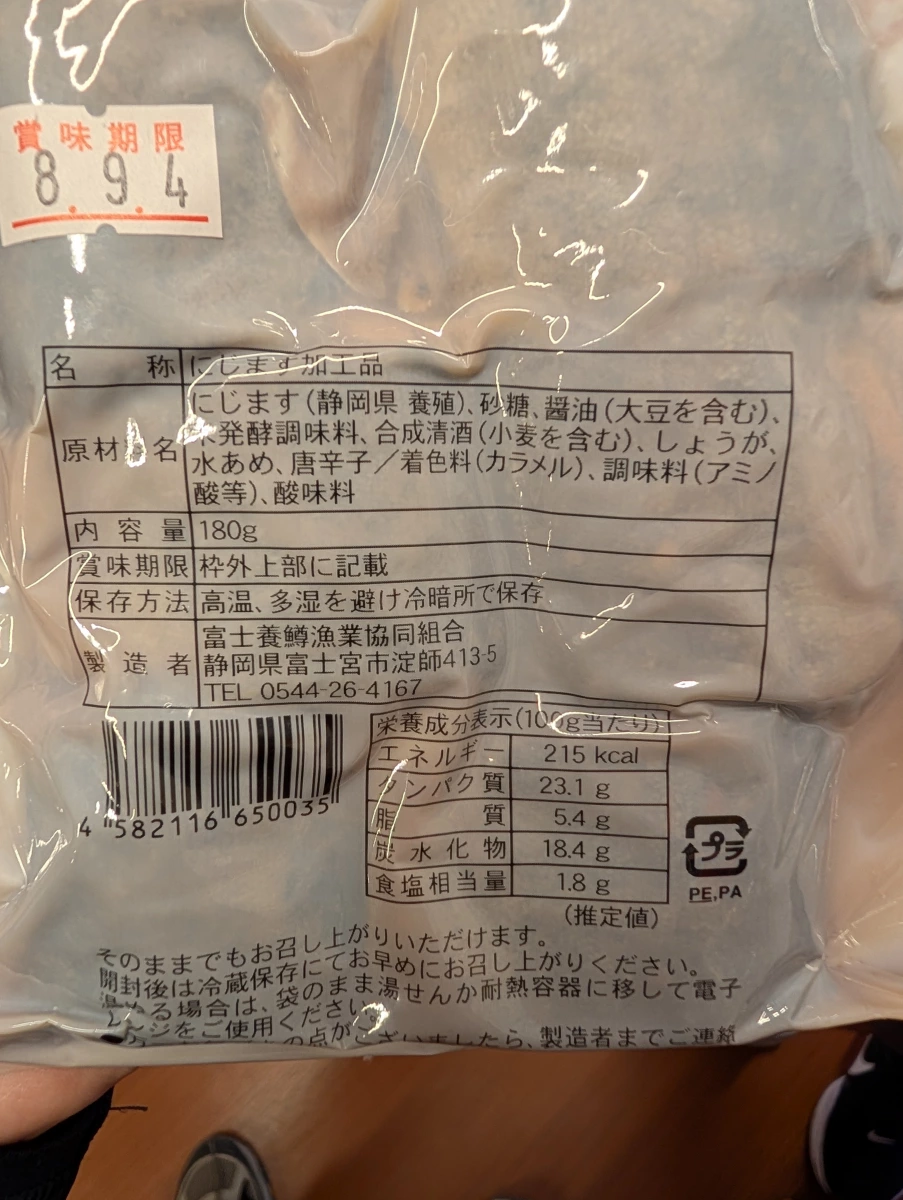 賞味期限
8.9.4
名 称 にじます加工品
原材 名 にじます(静岡県 養殖)、砂糖、醤油(大豆を含む)、
発酵調味料、合成清酒(小麦を含む)、しょうが、
水あめ、唐辛子/着色料(カラメル)、調味料(アミノ
酸等)、酸味料
内容量 180g
賞味期限 枠外上部に記載
保存方法 高温、多湿を避け冷暗所で保存
製造者 富士養鱒漁業協同組合
静岡県富士宮市淀師413-5
TEL 0544-26-4167
4 582116 650035
栄養成分表示(100g当たり)
エネルギー 215 kcal
タンパク質 23.1 g
脂質 5.4 g
炭水化物 18.4 g
食塩相当量 1.8 g
(推定値)
プラ
PE,PA
そのままでもお召し上がりいただけます。
開封後は冷蔵保存にてお早めにお召し上がりください。
温める場合は、袋のまま湯せんか耐熱容器に移して電子
レンジをご使用ください。
の点がございましたら、製造者までご連絡